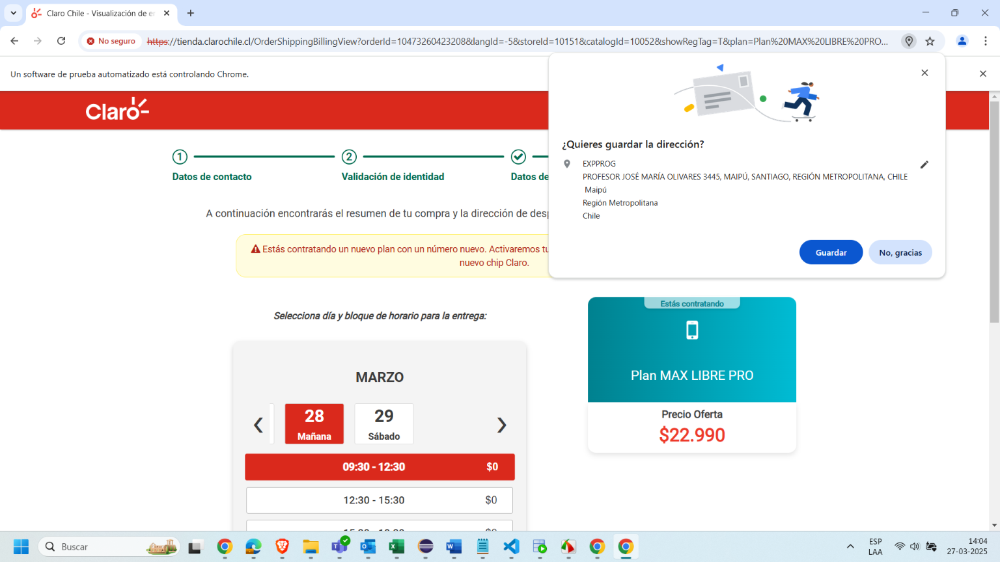 Claro Chile - Visualización de e
No seguro
https://tienda.clarochile.cl/OrderShippingBillingView?orderId=10473260423208&langId=-5&storeId=10151&catalogId=10052&showRegTag=T&plan=Plan%20MAX%20LIBRE%20PRO...
Un software de prueba automatizado está controlando Chrome.
Claro
¿Quieres guardar la dirección?
EXPPROG
PROFESOR JOSÉ MARÍA OLIVARES 3445, MAIPÚ, SANTIAGO, REGIÓN METROPOLITANA, CHILE
Maipú
Región Metropolitana
Chile
Guardar
No, gracias
1
2
Datos de contacto
Validación de identidad
Datos de
A continuación encontrarás el resumen de tu compra y la dirección de des
Estás contratando un nuevo plan con un número nuevo. Activaremos tu
nuevo chip Claro.
Selecciona día y bloque de horario para la entrega:
MARZO
28
Mañana
29
Sábado
09:30 - 12:30 $0
12:30 - 15:30 $0
Estás contratando
Plan MAX LIBRE PRO
Precio Oferta
$22.990
Buscar
ESP
LAA
14:04
27-03-2025